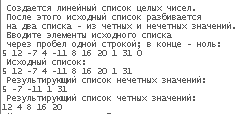 Создается линейный список целых чисел.
После этого исходный список разбивается
на два списка - из четных и нечетных значений.
Вводите элементы исходного списка
через пробел одной строкой; в конце - ноль:
5 12 -7 4 -11 8 16 20 1 31 0
Исходный список:
5 12 -7 4 -11 8 16 20 1 31
Результирующий список нечетных значений:
5 -7 -11 1 31
Результирующий список четных значений:
12 4 8 16 20